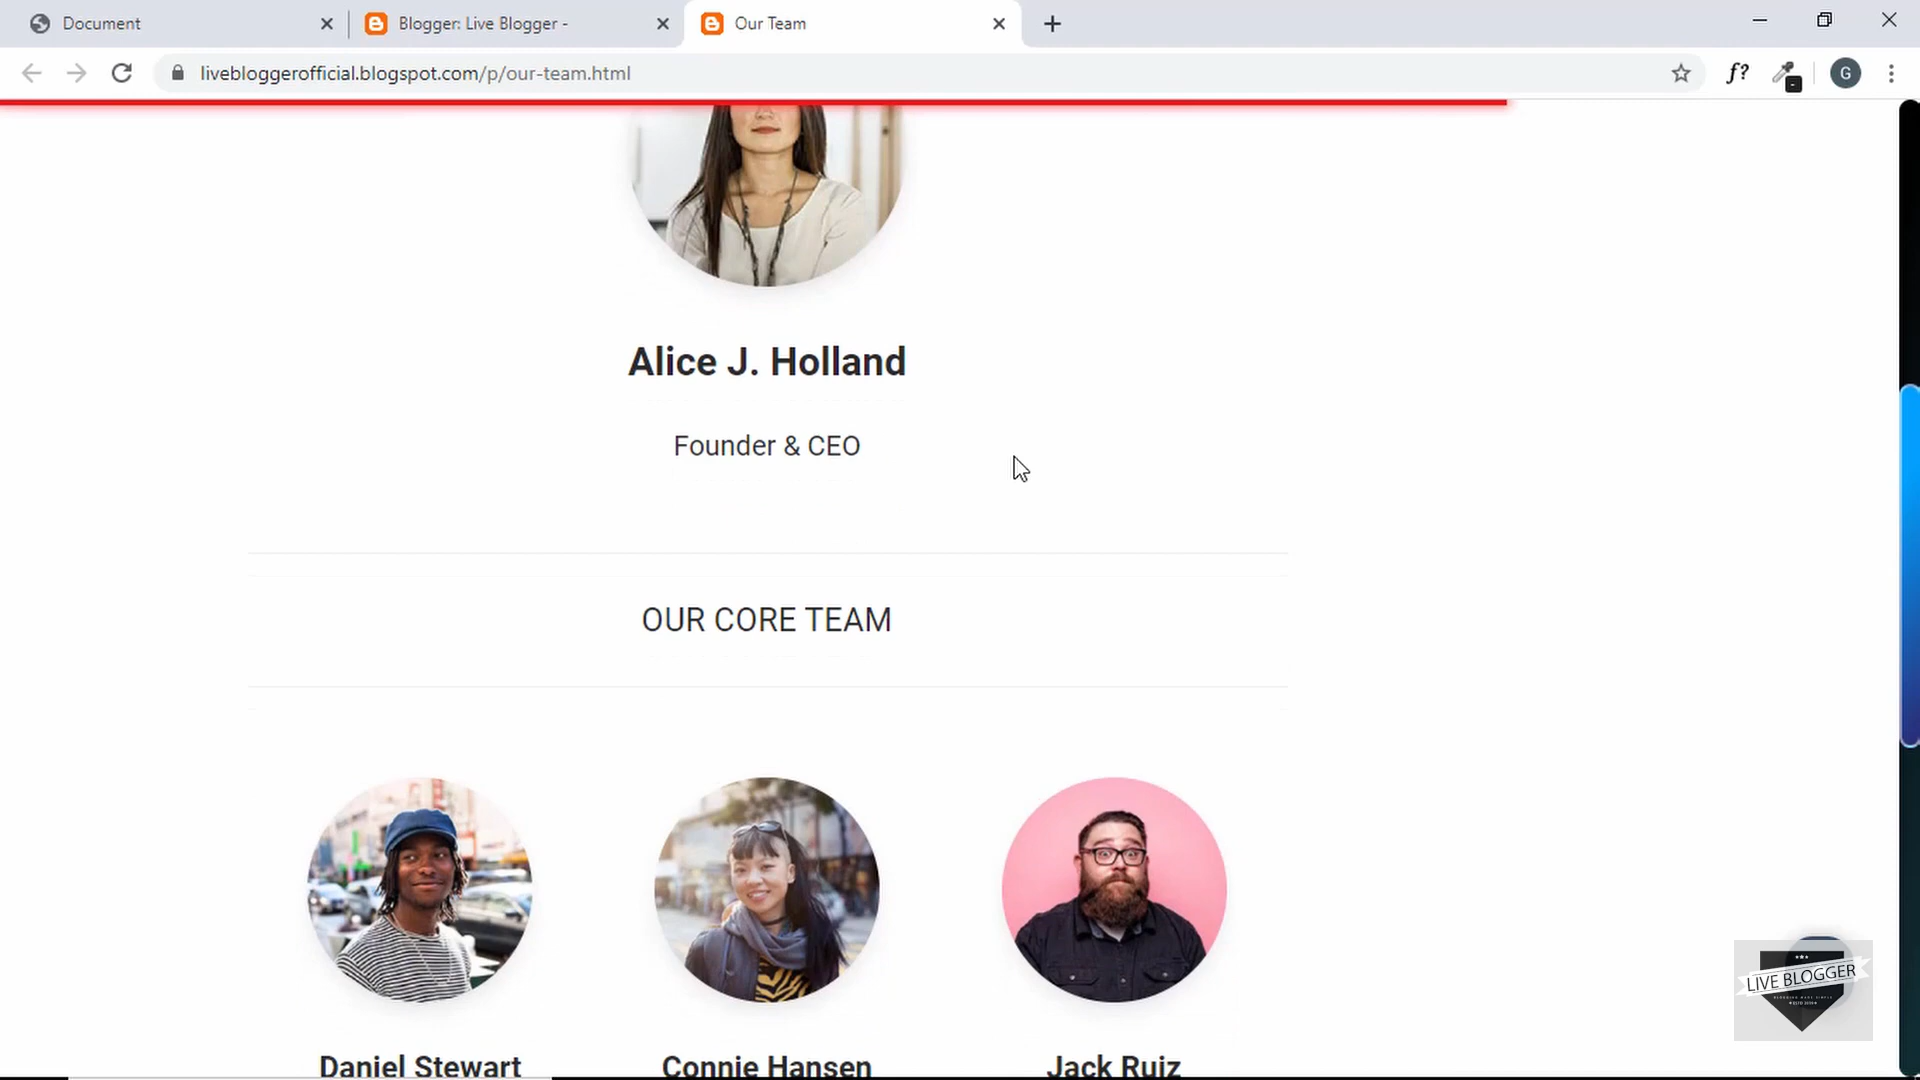 Document
Blogger: Live Blogger -
Our Team
livebloggerofficial.blogspot.com/p/our-team.html
f?
G
Alice J. Holland
Founder & CEO
OUR CORE TEAM
Daniel Stewart
Connie Hansen
Jack Ruiz
LIVE BLOGGER